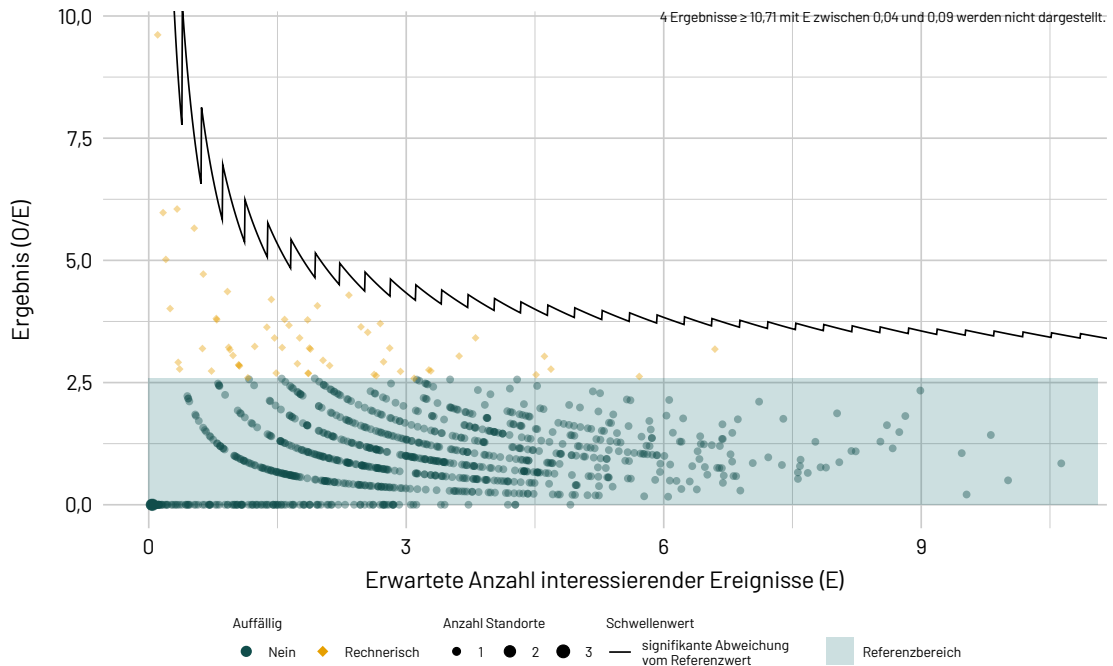 4 Ergebnisse ≥ 10,71 mit E zwischen 0,04 und 0,09 werden nicht dargestellt.
10,0
7,5
5,0
2,5
0,0
Ergebnis (O/E)
0
3
6
9
Erwartete Anzahl interessierender Ereignisse (E)
Auffällig
Nein
Rechnerisch
Anzahl Standorte
1
2
3
Schwellenwert
signifikante Abweichung
vom Referenzwert
Referenzbereich